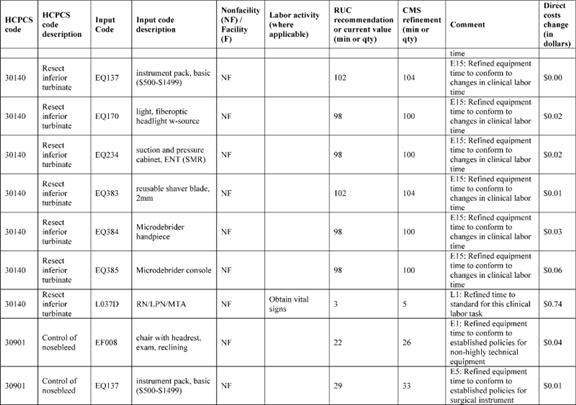 HCPCS code | HCPCS code description | Input Code | Input code description | Nonfacility (NF) / Facility (F) | Labor activity (where applicable) | RUC recommendation or current value (min or qty) | CMS refinement (min or qty) | Comment | Direct costs change (in dollars)
time
30140 | Resect inferior turbinate | EQ137 | instrument pack, basic ($500-$1499) | NF | | 102 | 104 | E15: Refined equipment time to conform to changes in clinical labor time | $0.00
30140 | Resect inferior turbinate | EQ170 | light, fiberoptic headlight w-source | NF | | 98 | 100 | E15: Refined equipment time to conform to changes in clinical labor time | $0.02
30140 | Resect inferior turbinate | EQ234 | suction and pressure cabinet, ENT (SMR) | NF | | 98 | 100 | E15: Refined equipment time to conform to changes in clinical labor time | $0.02
30140 | Resect inferior turbinate | EQ383 | reusable shaver blade, 2mm | NF | | 102 | 104 | E15: Refined equipment time to conform to changes in clinical labor time | $0.01
30140 | Resect inferior turbinate | EQ384 | Microdebrider handpiece | NF | | 98 | 100 | E15: Refined equipment time to conform to changes in clinical labor time | $0.03
30140 | Resect inferior turbinate | EQ385 | Microdebrider console | NF | | 98 | 100 | E15: Refined equipment time to conform to changes in clinical labor time | $0.06
30140 | Resect inferior turbinate | L037D | RN/LPN/MTA | NF | Obtain vital signs | 3 | 5 | L1: Refined time to standard for this clinical labor task | $0.74
30901 | Control of nosebleed | EF008 | chair with headrest, exam, reclining | NF | | 22 | 26 | E1: Refined equipment time to conform to established policies for non-highly technical equipment | $0.04
30901 | Control of nosebleed | EQ137 | instrument pack, basic ($500-$1499) | NF | | 29 | 33 | E5: Refined equipment time to conform to established policies for surgical instrument | $0.01